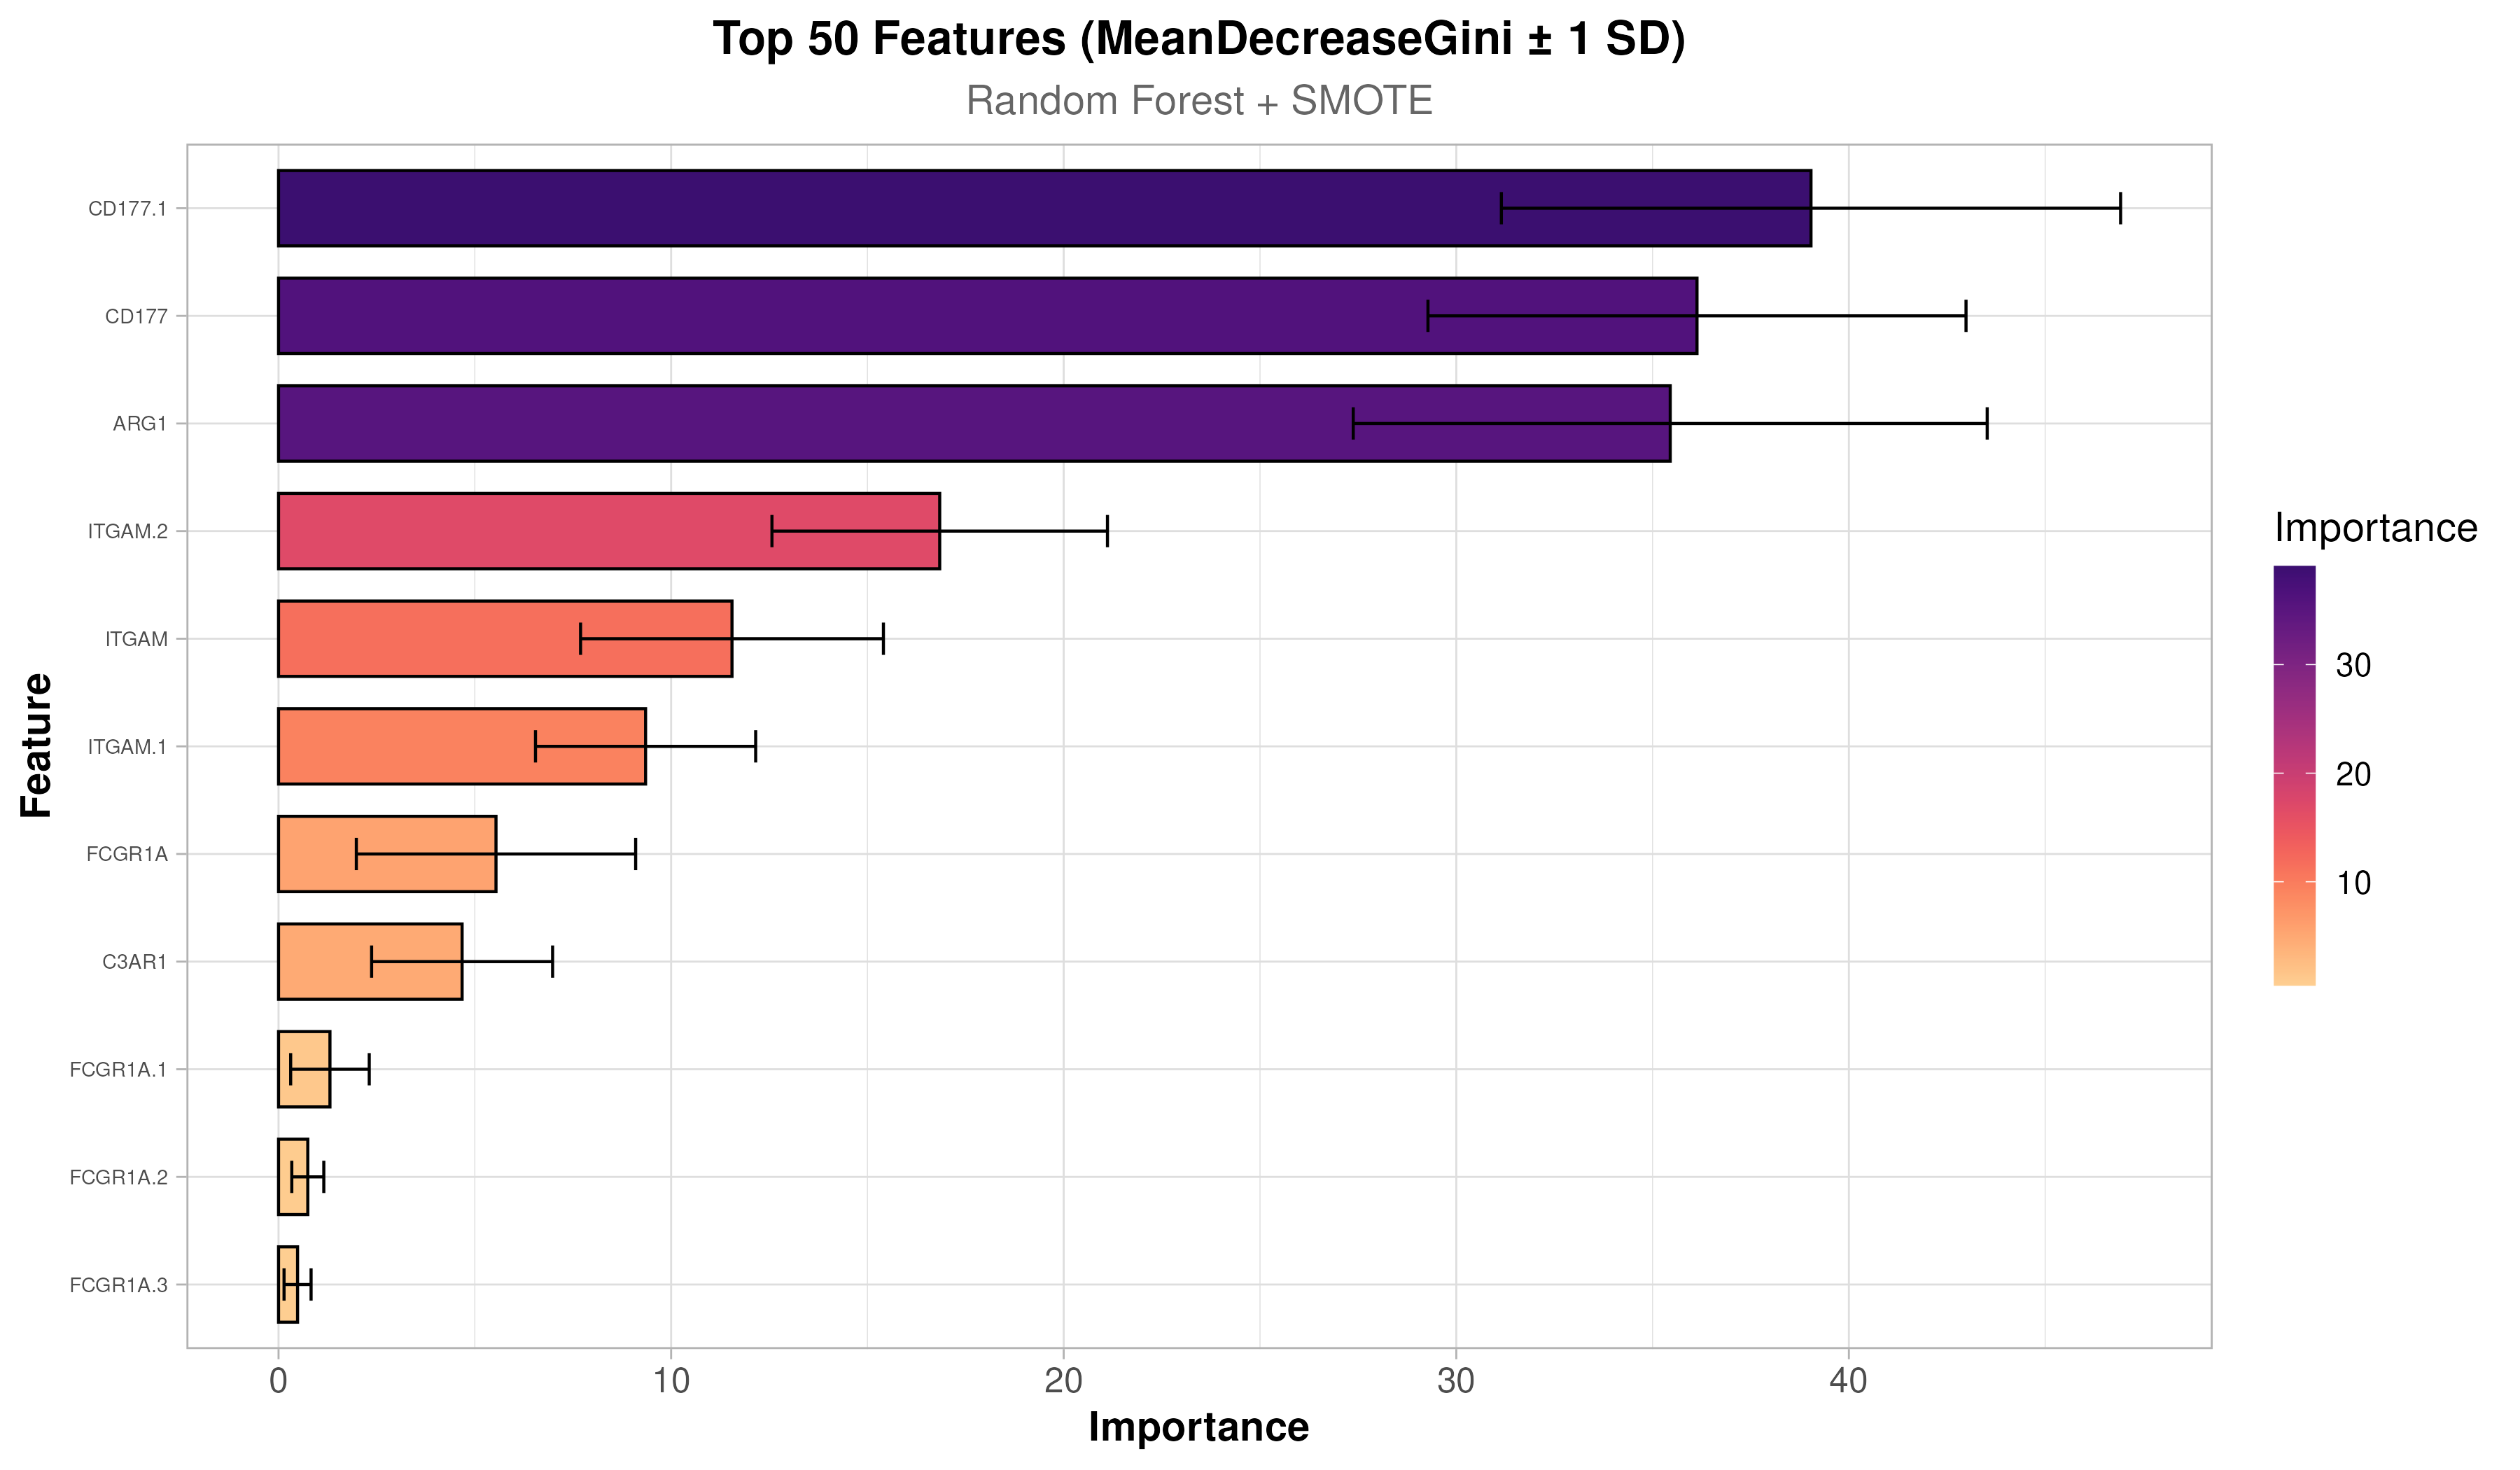 Top 50 Features (MeanDecreaseGini ± 1 SD)
Random Forest + SMOTE
Feature
CD177.1
CD177
ARG1
ITGAM.2
ITGAM
ITGAM.1
FCGR1A
C3AR1
FCGR1A.1
FCGR1A.2
FCGR1A.3
0 10 20 30 40
Importance
Importance
30
20
10